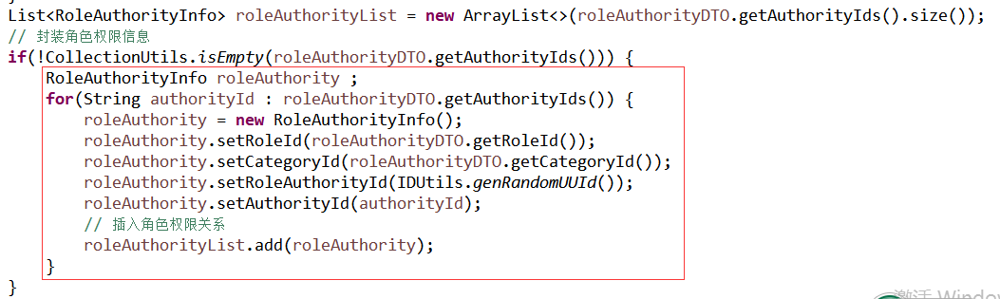 List<RoleAuthorityInfo> roleAuthorityList = new ArrayList<>(roleAuthorityDTO.getAuthorityIds().size());
// 封装角色权限信息
if(!CollectionUtils.isEmpty(roleAuthorityDTO.getAuthorityIds())) {
    RoleAuthorityInfo roleAuthority ;
    for(String authorityId : roleAuthorityDTO.getAuthorityIds()) {
        roleAuthority = new RoleAuthorityInfo();
        roleAuthority.setRoleId(roleAuthorityDTO.getRoleId());
        roleAuthority.setCategoryId(roleAuthorityDTO.getCategoryId());
        roleAuthority.setRoleAuthorityId(IDUtils.genRandomUUId());
        roleAuthority.setAuthorityId(authorityId);
        // 插入角色权限关系
        roleAuthorityList.add(roleAuthority);
    }
}
激活